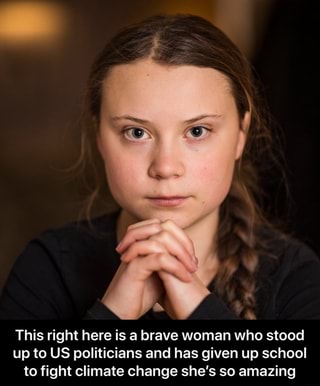 This right here is a brave woman who stood
up to US politicians and has given up school
to fight climate change she's so amazing